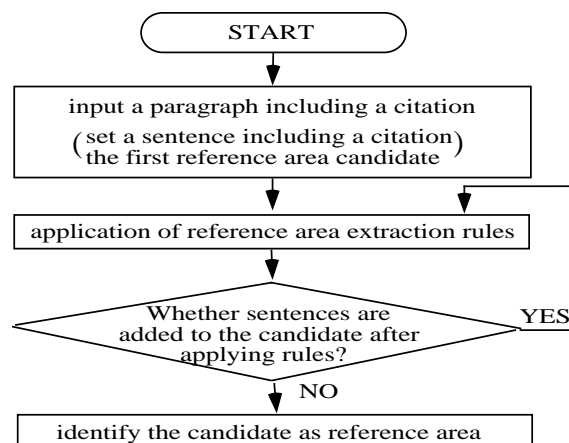 START
input a paragraph including a citation
(set a sentence including a citation
the first reference area candidate)
application of reference area extraction rules
Whether sentences are
added to the candidate after
applying rules?
YES
NO
identify the candidate as reference area